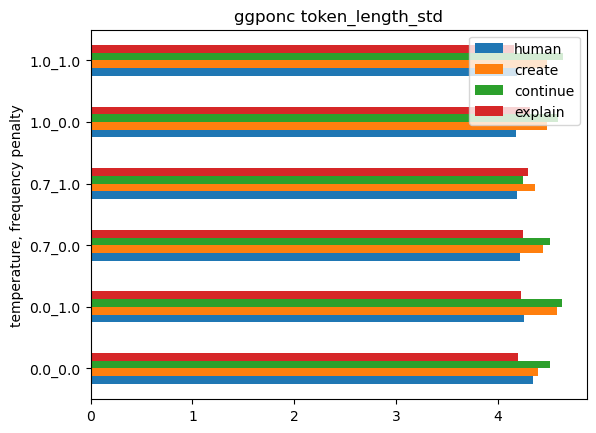 ggponc token_length_std
human
create
continue
explain
temperature, frequency penalty
1.0_1.0
1.0_0.0
0.7_1.0
0.7_0.0
0.0_1.0
0.0_0.0
0 1 2 3 4